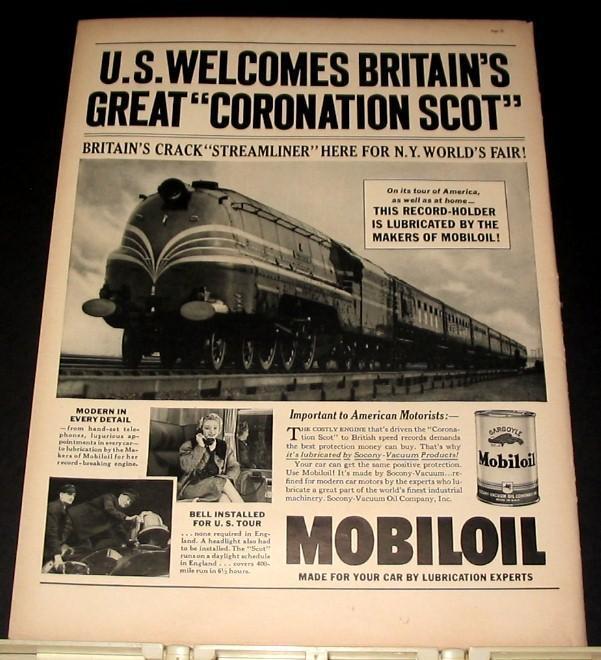 U.S. WELCOMES BRITAIN'S
GREAT "CORONATION SCOT"
BRITAIN'S CRACK "STREAMLINER" HERE FOR N.Y. WORLD'S FAIR!
On its tour of America,
as well as at home—
THIS RECORD-HOLDER
IS LUBRICATED BY THE
MAKERS OF MOBILOIL!
MODERN IN
EVERY DETAIL
—from hand-set tele-
phones, luxurious ap-
pointments in every car—
to lubrication by the Ma-
kers of Mobiloil for her
record-breaking engine.
BELL INSTALLED
FOR U. S. TOUR
. . . none required in Eng-
land. A headlight also had
to be installed. The "Scot"
runs on a daylight schedule
in England . . . covers 400-
mile run in 6½ hours.
Important to American Motorists:—
THE COSTLY ENGINE that's driven the "Corona-
tion Scot" to British speed records demands
the best protection money can buy. That's why
it's lubricated by Socony-Vacuum Products!
Your car can get the same positive protection.
Use Mobiloil! It's made by Socony-Vacuum...re-
fined for modern car motors by the experts who lu-
bricate a great part of the world's finest industrial
machinery. Socony-Vacuum Oil Company, Inc.
GARGOYLE
Mobiloil
SOCONY-VACUUM OIL COMPANY INC.
MOBILOIL
MADE FOR YOUR CAR BY LUBRICATION EXPERTS